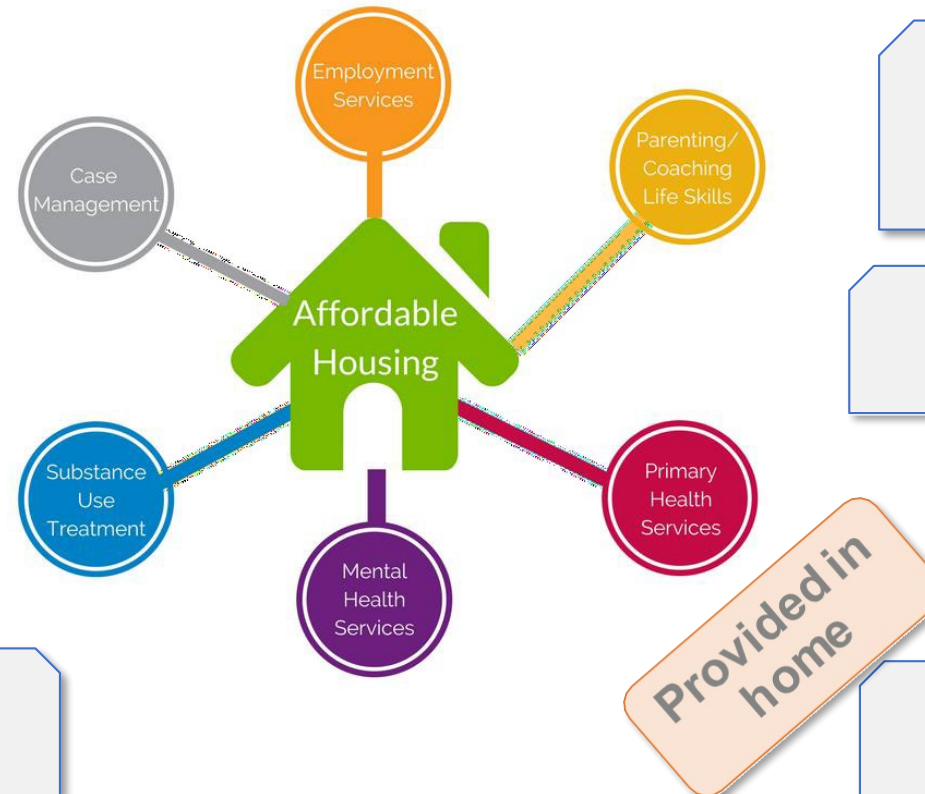 Employment
Services
Parenting/
Coaching
Life Skills
Case
Management
Affordable
Housing
Substance
Use
Treatment
Primary
Health
Services
Mental
Health
Services
Provided in
home